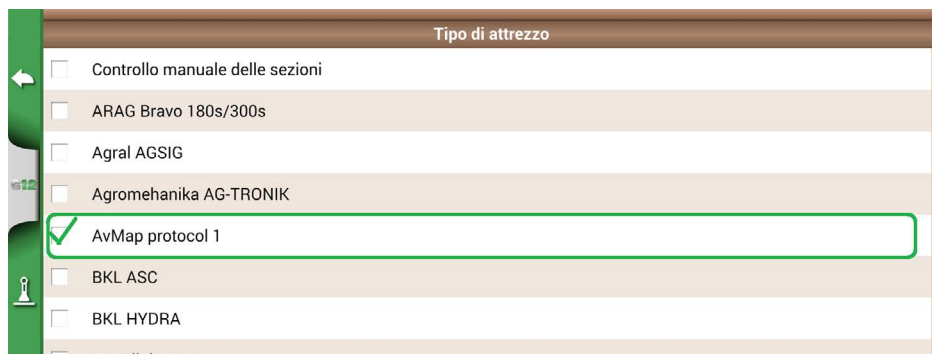 Tipo di attrezzo
Controllo manuale delle sezioni
ARAG Bravo 180s/300s
Agral AGSIG
G12
Agromehanika AG-TRONIK
AvMap protocol 1
BKL ASC
BKL HYDRA